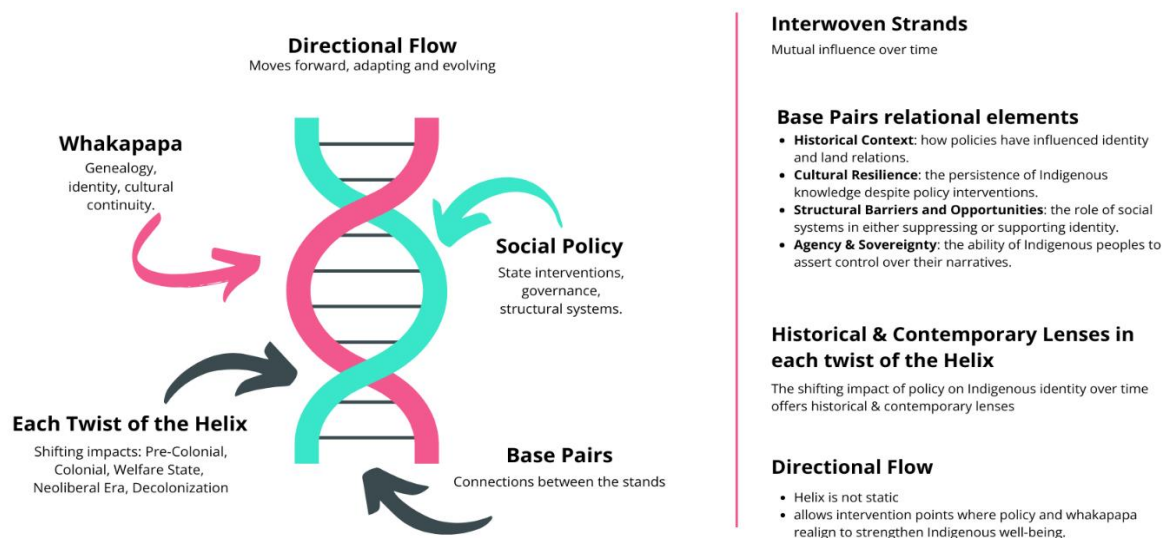 Directional Flow
Moves forward, adapting and evolving
Whakapapa
Genealogy,
identity, cultural
continuity.
Social Policy
State interventions,
governance,
structural systems.
Each Twist of the Helix
Shifting impacts: Pre-Colonial,
Colonial, Welfare State,
Neoliberal Era, Decolonization
Base Pairs
Connections between the stands
Interwoven Strands
Mutual influence over time
Base Pairs relational elements
• Historical Context: how policies have influenced identity
and land relations.
• Cultural Resilience: the persistence of Indigenous
knowledge despite policy interventions.
• Structural Barriers and Opportunities: the role of social
systems in either suppressing or supporting identity.
• Agency & Sovereignty: the ability of Indigenous peoples to
assert control over their narratives.
Historical & Contemporary Lenses in
each twist of the Helix
The shifting impact of policy on Indigenous identity over time
offers historical & contemporary lenses
Directional Flow
• Helix is not static
• allows intervention points where policy and whakapapa
realign to strengthen Indigenous well-being.